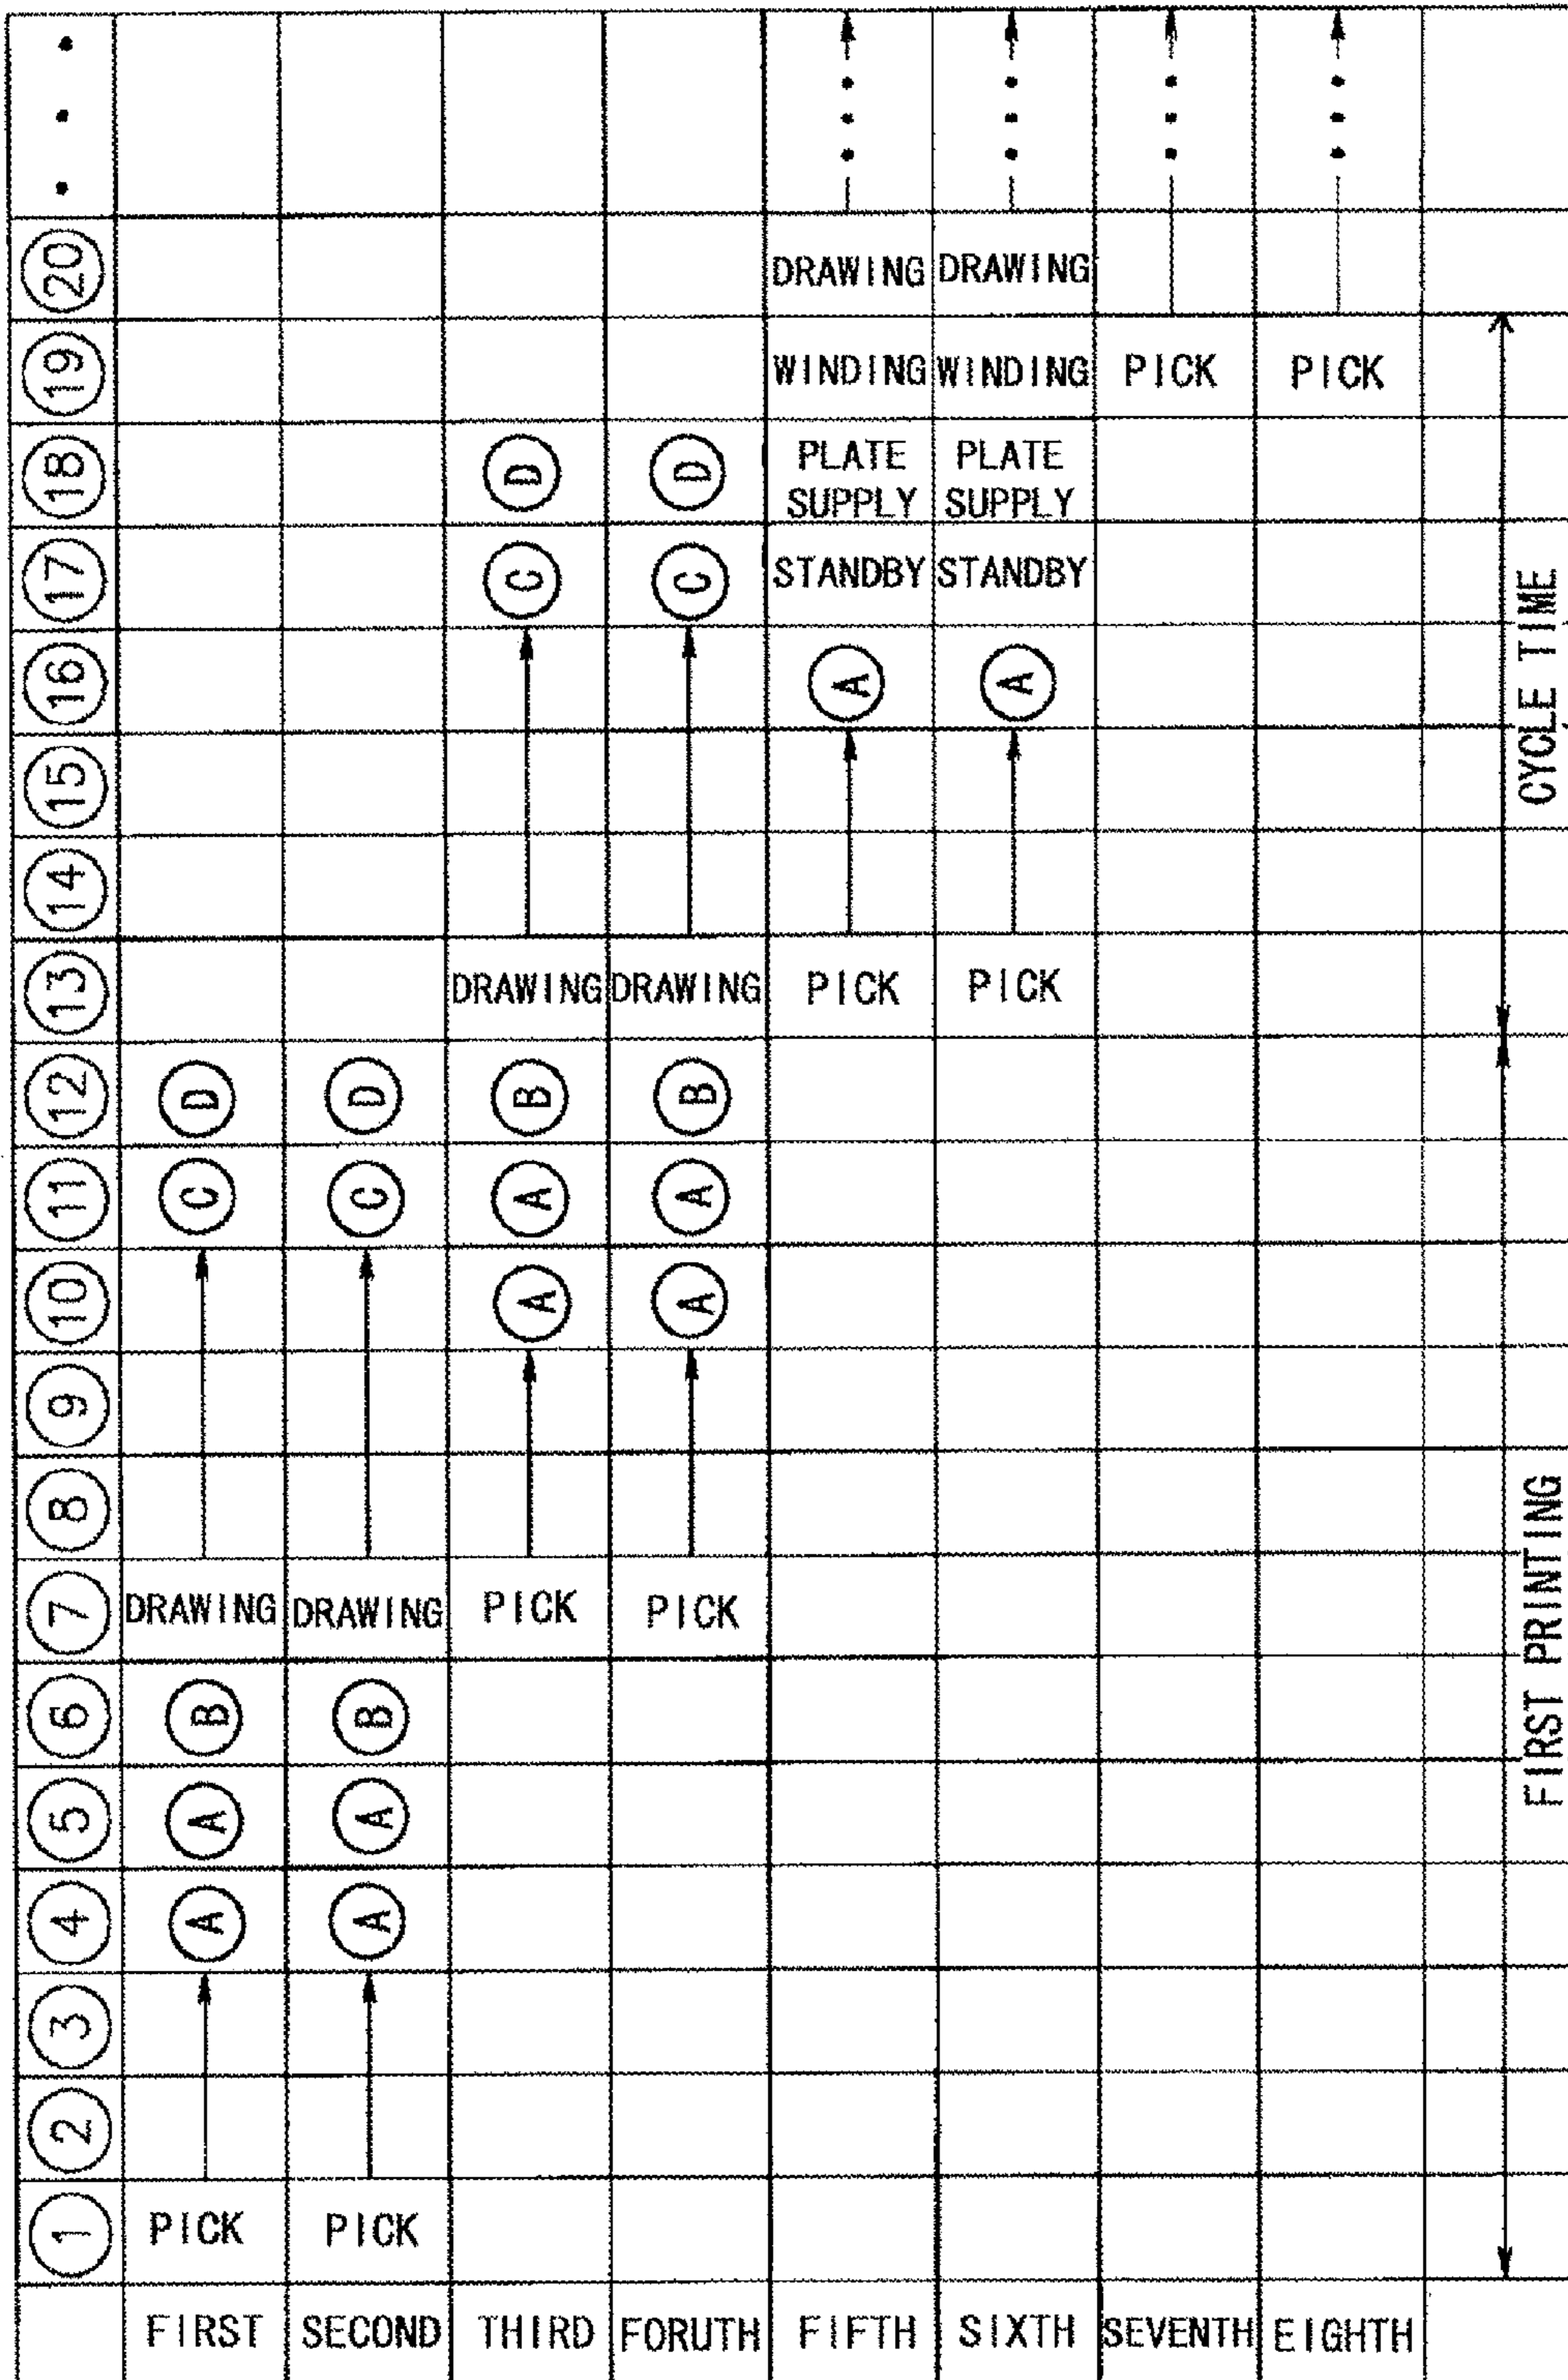 • • •
⑳ DRAWING DRAWING
⑲ WINDING WINDING PICK PICK
⑱ Ⓓ Ⓓ PLATE SUPPLY PLATE SUPPLY
⑰ Ⓒ Ⓒ STANDBY STANDBY
⑯ Ⓐ Ⓐ
⑮
⑭
⑬ DRAWING DRAWING PICK PICK
⑫ Ⓓ Ⓓ Ⓑ Ⓑ
⑪ Ⓒ Ⓒ Ⓐ Ⓐ
⑩ Ⓐ Ⓐ
⑨
⑧
⑦ DRAWING DRAWING PICK PICK
⑥ Ⓑ Ⓑ
⑤ Ⓐ Ⓐ
④ Ⓐ Ⓐ
③
②
① PICK PICK
FIRST SECOND THIRD FORUTH FIFTH SIXTH SEVENTH EIGHTH
CYCLE TIME
FIRST PRINTING